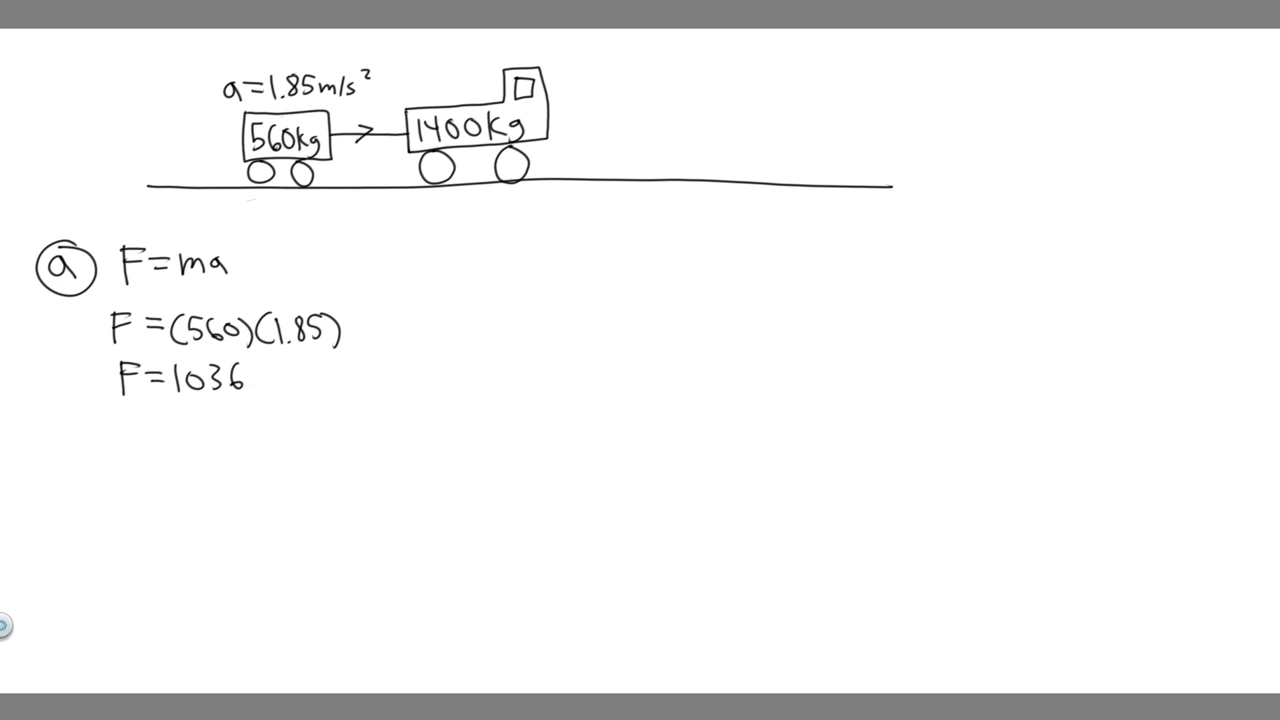 a=1.85m/s²
560kg
1400kg
a F=ma
F=(560)(1.85)
F=1036